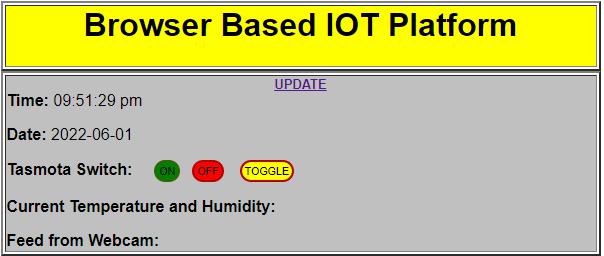 Browser Based IOT Platform
UPDATE
Time: 09:51:29 pm
Date: 2022-06-01
Tasmota Switch: ON OFF TOGGLE
Current Temperature and Humidity:
Feed from Webcam: